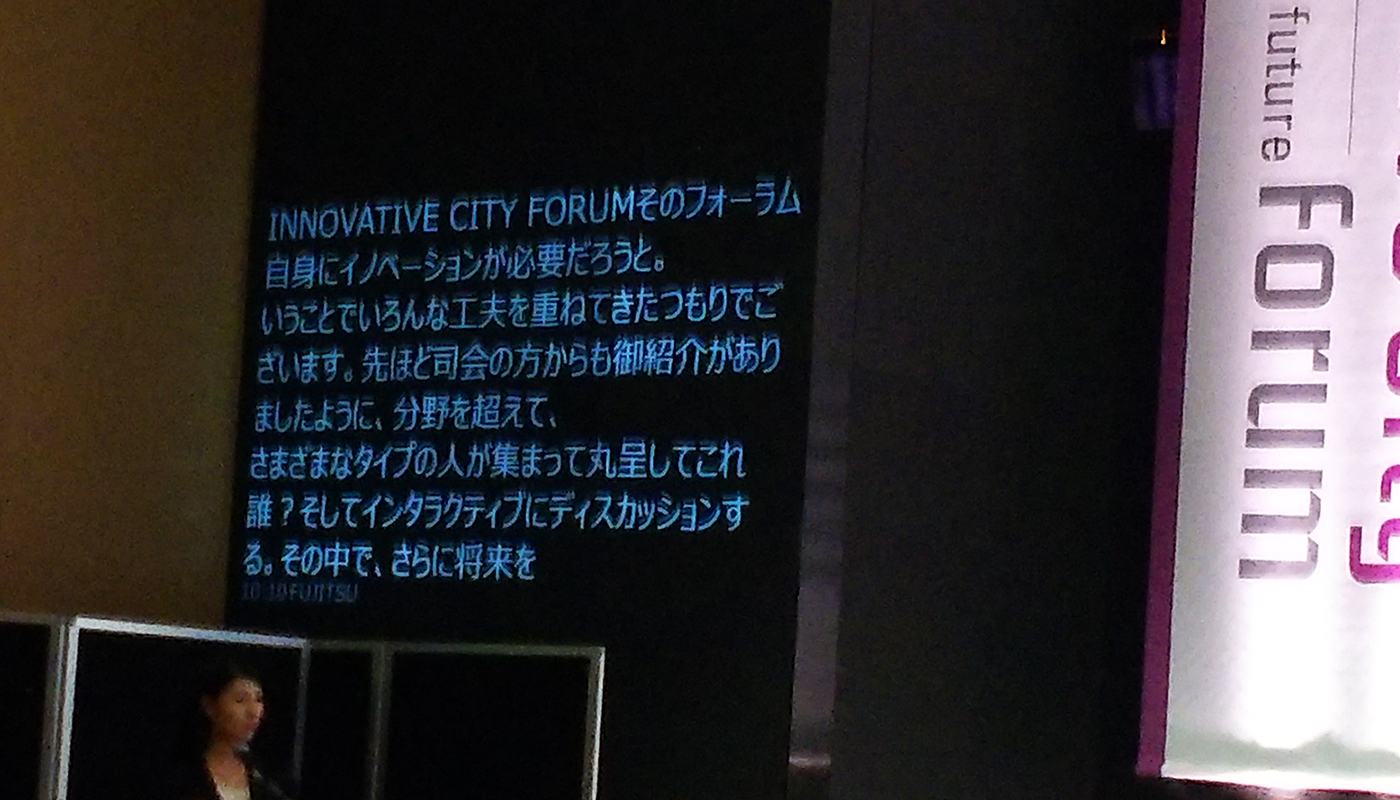 INNOVATIVE CITY FORUMそのフォーラム
自身にイノベーションが必要だろうと。
いうことでいろんな工夫を重ねてきたつもりでご
ざいます。先ほど司会の方からも御紹介があり
ましたように、分野を超えて、
さまざまなタイプの人が集まって丸呈してこれ
誰？そしてインタラクティブにディスカッションす
る。その中で、さらに将来を
10:10FUJITSU
future
Forum